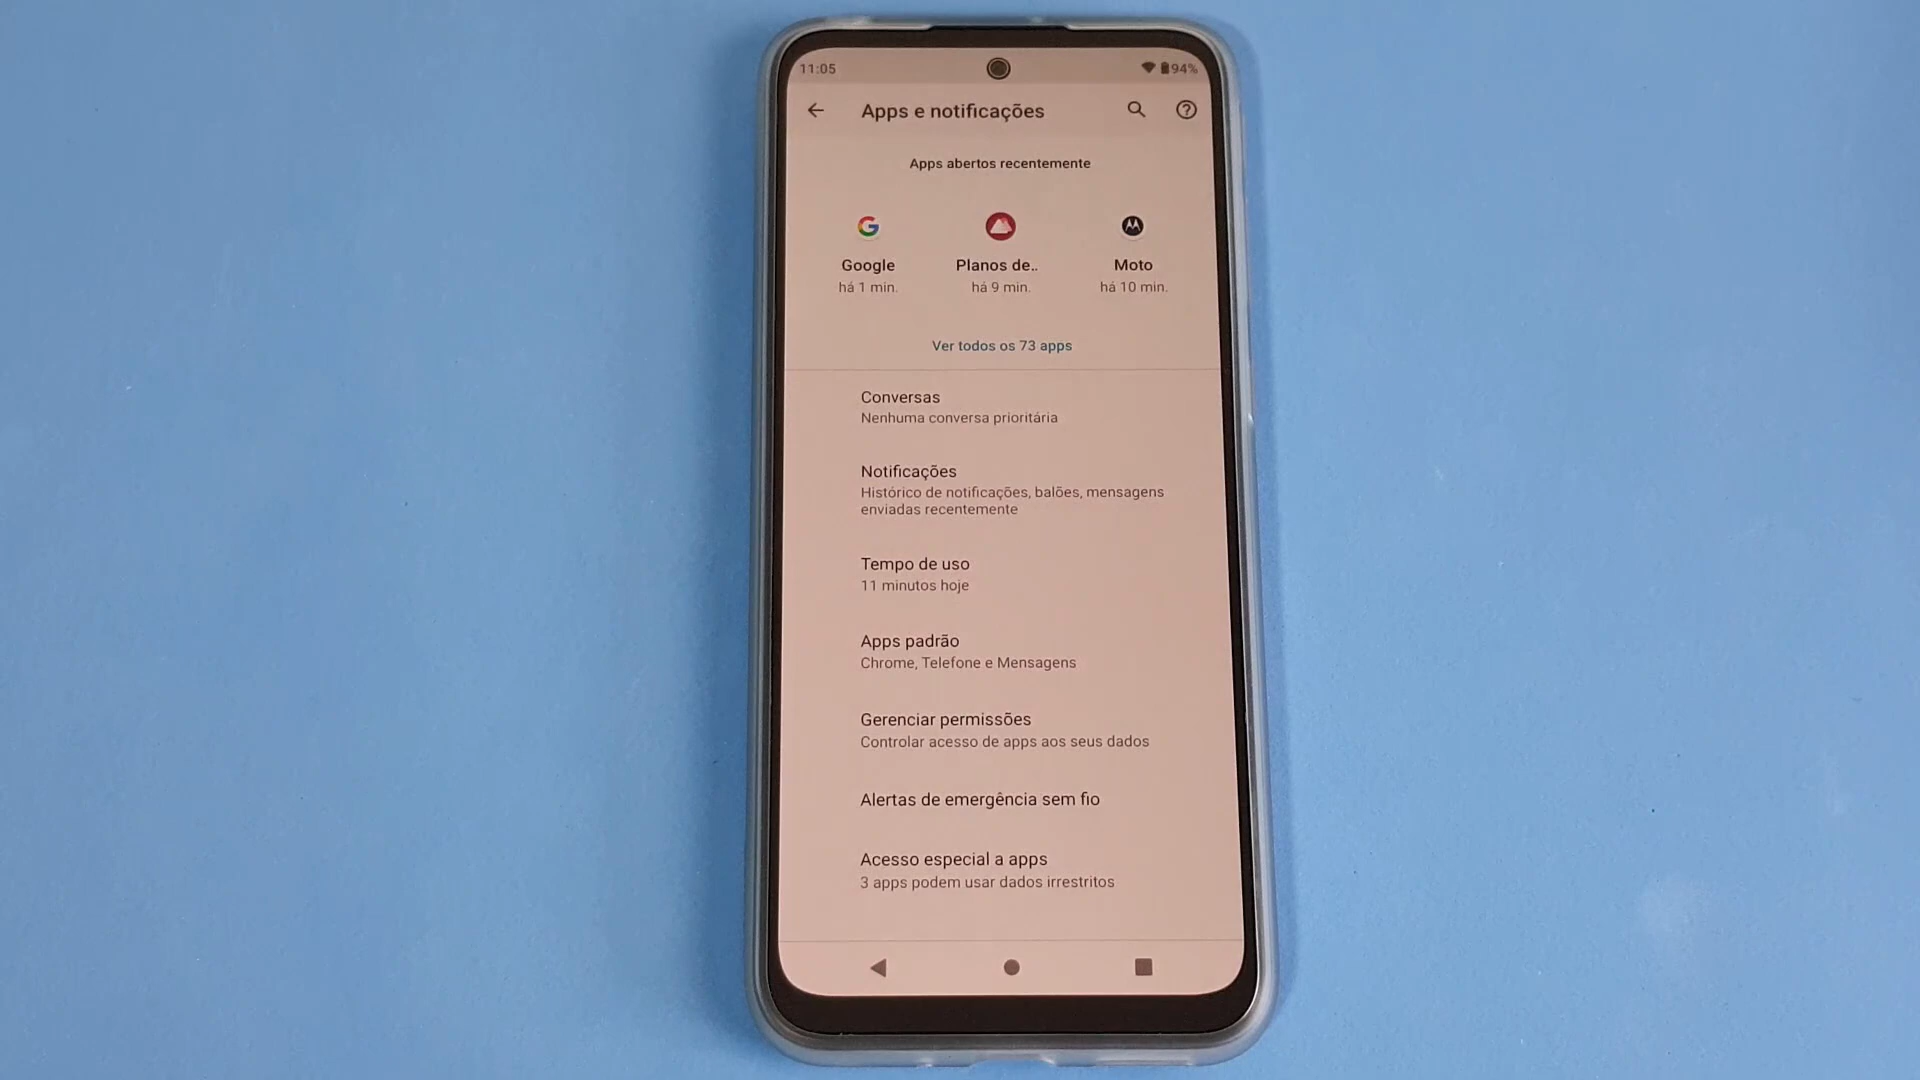 11:05
94%
Apps e notificações
Apps abertos recentemente
Google
Planos de..
Moto
há 1 min.
há 9 min.
há 10 min.
Ver todos os 73 apps
Conversas
Nenhuma conversa prioritária
Notificações
Histórico de notificações, balões, mensagens
enviadas recentemente
Tempo de uso
11 minutos hoje
Apps padrão
Chrome, Telefone e Mensagens
Gerenciar permissões
Controlar acesso de apps aos seus dados
Alertas de emergência sem fio
Acesso especial a apps
3 apps podem usar dados irrestritos